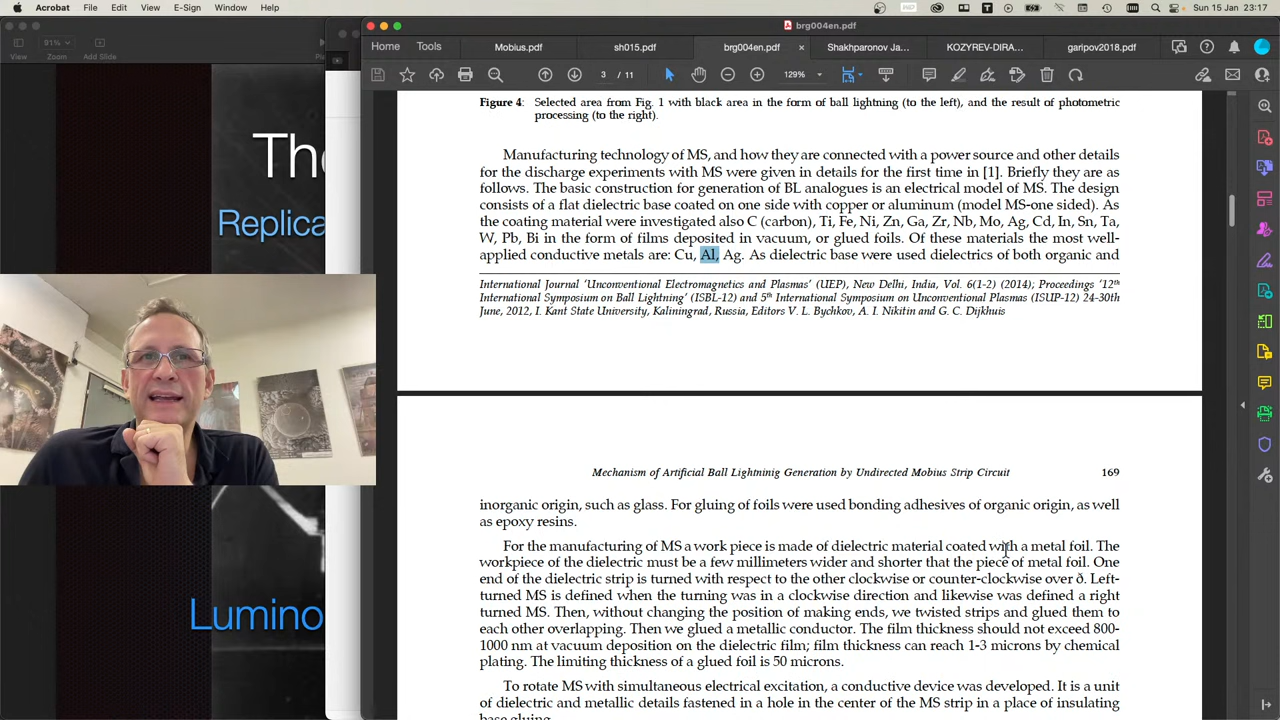 Acrobat File Edit View E-Sign Window Help
Sun 15 Jan 23:17
91%
Zoom Add Slide
brg004en.pdf
Home Tools Mobius.pdf sh015.pdf brg004en.pdf × Shakhparonov Ja... KOZYREV-DIRA... garipov2018.pdf
3 / 11 129%
The
Replica
Lumino
Figure 4: Selected area from Fig. 1 with black area in the form of ball lightning (to the left), and the result of photometric
processing (to the right).
Manufacturing technology of MS, and how they are connected with a power source and other details
for the discharge experiments with MS were given in details for the first time in [1]. Briefly they are as
follows. The basic construction for generation of BL analogues is an electrical model of MS. The design
consists of a flat dielectric base coated on one side with copper or aluminum (model MS-one sided). As
the coating material were investigated also C (carbon), Ti, Fe, Ni, Zn, Ga, Zr, Nb, Mo, Ag, Cd, In, Sn, Ta,
W, Pb, Bi in the form of films deposited in vacuum, or glued foils. Of these materials the most well-
applied conductive metals are: Cu, Al, Ag. As dielectric base were used dielectrics of both organic and
International Journal 'Unconventional Electromagnetics and Plasmas' (UEP), New Delhi, India, Vol. 6(1-2) (2014); Proceedings '12th
International Symposium on Ball Lightning' (ISBL-12) and 5th International Symposium on Unconventional Plasmas (ISUP-12) 24-30th
June, 2012, I. Kant State University, Kaliningrad, Russia, Editors V. L. Bychkov, A. I. Nikitin and G. C. Dijkhuis
Mechanism of Artificial Ball Lightninig Generation by Undirected Mobius Strip Circuit 169
inorganic origin, such as glass. For gluing of foils were used bonding adhesives of organic origin, as well
as epoxy resins.
For the manufacturing of MS a work piece is made of dielectric material coated with a metal foil. The
workpiece of the dielectric must be a few millimeters wider and shorter that the piece of metal foil. One
end of the dielectric strip is turned with respect to the other clockwise or counter-clockwise over ð. Left-
turned MS is defined when the turning was in a clockwise direction and likewise was defined a right
turned MS. Then, without changing the position of making ends, we twisted strips and glued them to
each other overlapping. Then we glued a metallic conductor. The film thickness should not exceed 800-
1000 nm at vacuum deposition on the dielectric film; film thickness can reach 1-3 microns by chemical
plating. The limiting thickness of a glued foil is 50 microns.
To rotate MS with simultaneous electrical excitation, a conductive device was developed. It is a unit
of dielectric and metallic details fastened in a hole in the center of the MS strip in a place of insulating
base gluing.